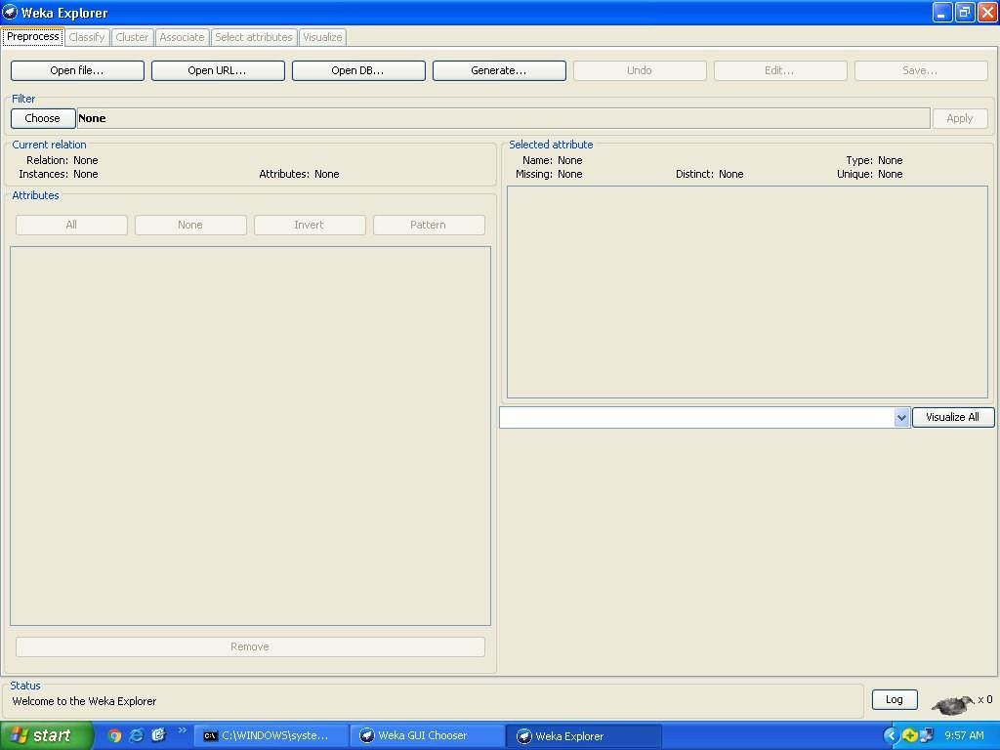 Weka Explorer
Preprocess Classify Cluster Associate Select attributes Visualize
Open file... Open URL... Open DB... Generate... Undo Edit... Save...
Filter
Choose None Apply
Current relation
Relation: None
Instances: None Attributes: None
Attributes
All None Invert Pattern
Remove
Selected attribute
Name: None Type: None
Missing: None Distinct: None Unique: None
Visualize All
Status
Welcome to the Weka Explorer
Log x 0
start C:\WINDOWS\syste... Weka GUI Chooser Weka Explorer 9:57 AM